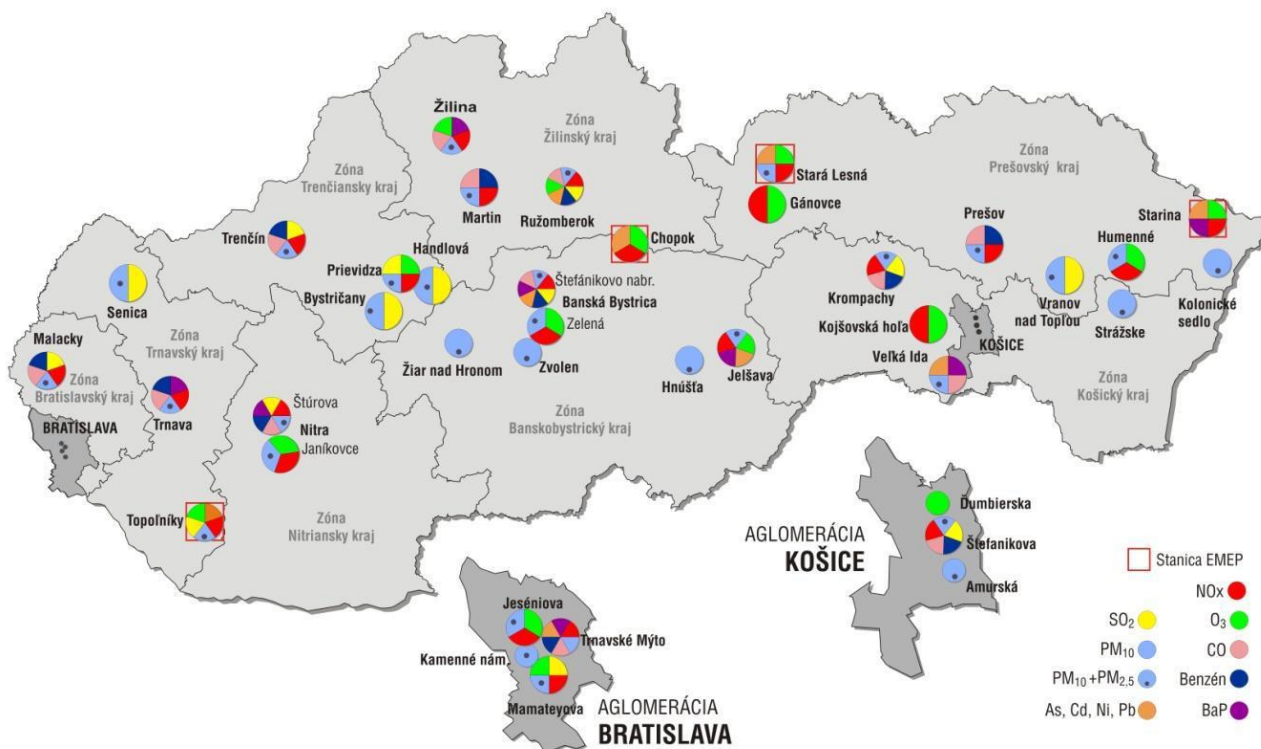 Žilina
Zóna
Žilinský kraj
Zóna
Trenčiansky kraj
Martin
Ružomberok
Stará Lesná
Gánovce
Zóna
Prešovský kraj
Prešov
Starina
Humenné
Trenčín
Handlová
Prievidza
Bystričany
Chopok
Štefánikovo nabr.
Banská Bystrica
Zelená
Zvolen
Žiar nad Hronom
Senica
Krompachy
Kojšovská hoľa
KOŠICE
Vranov
nad Topľou
Strážske
Kolonické
sedlo
Malacky
Zóna
Trnavský kraj
Zóna
Bratislavský kraj
BRATISLAVA
Trnava
Hnúšťa
Jelšava
Veľká Ida
Zóna
Košický kraj
Zóna
Banskobystrický kraj
Štúrova
Nitra
Janíkovce
Topoľníky
Zóna
Nitriansky kraj
AGLOMERÁCIA
KOŠICE
Ďumbierska
Štefanikova
Amurská
Jeséniova
Trnavské Mýto
Kamenné nám.
Mamateyova
AGLOMERÁCIA
BRATISLAVA
Stanica EMEP
NOx
SO₂
O₃
PM₁₀
CO
PM₁₀+PM₂,₅
Benzén
As, Cd, Ni, Pb
BaP